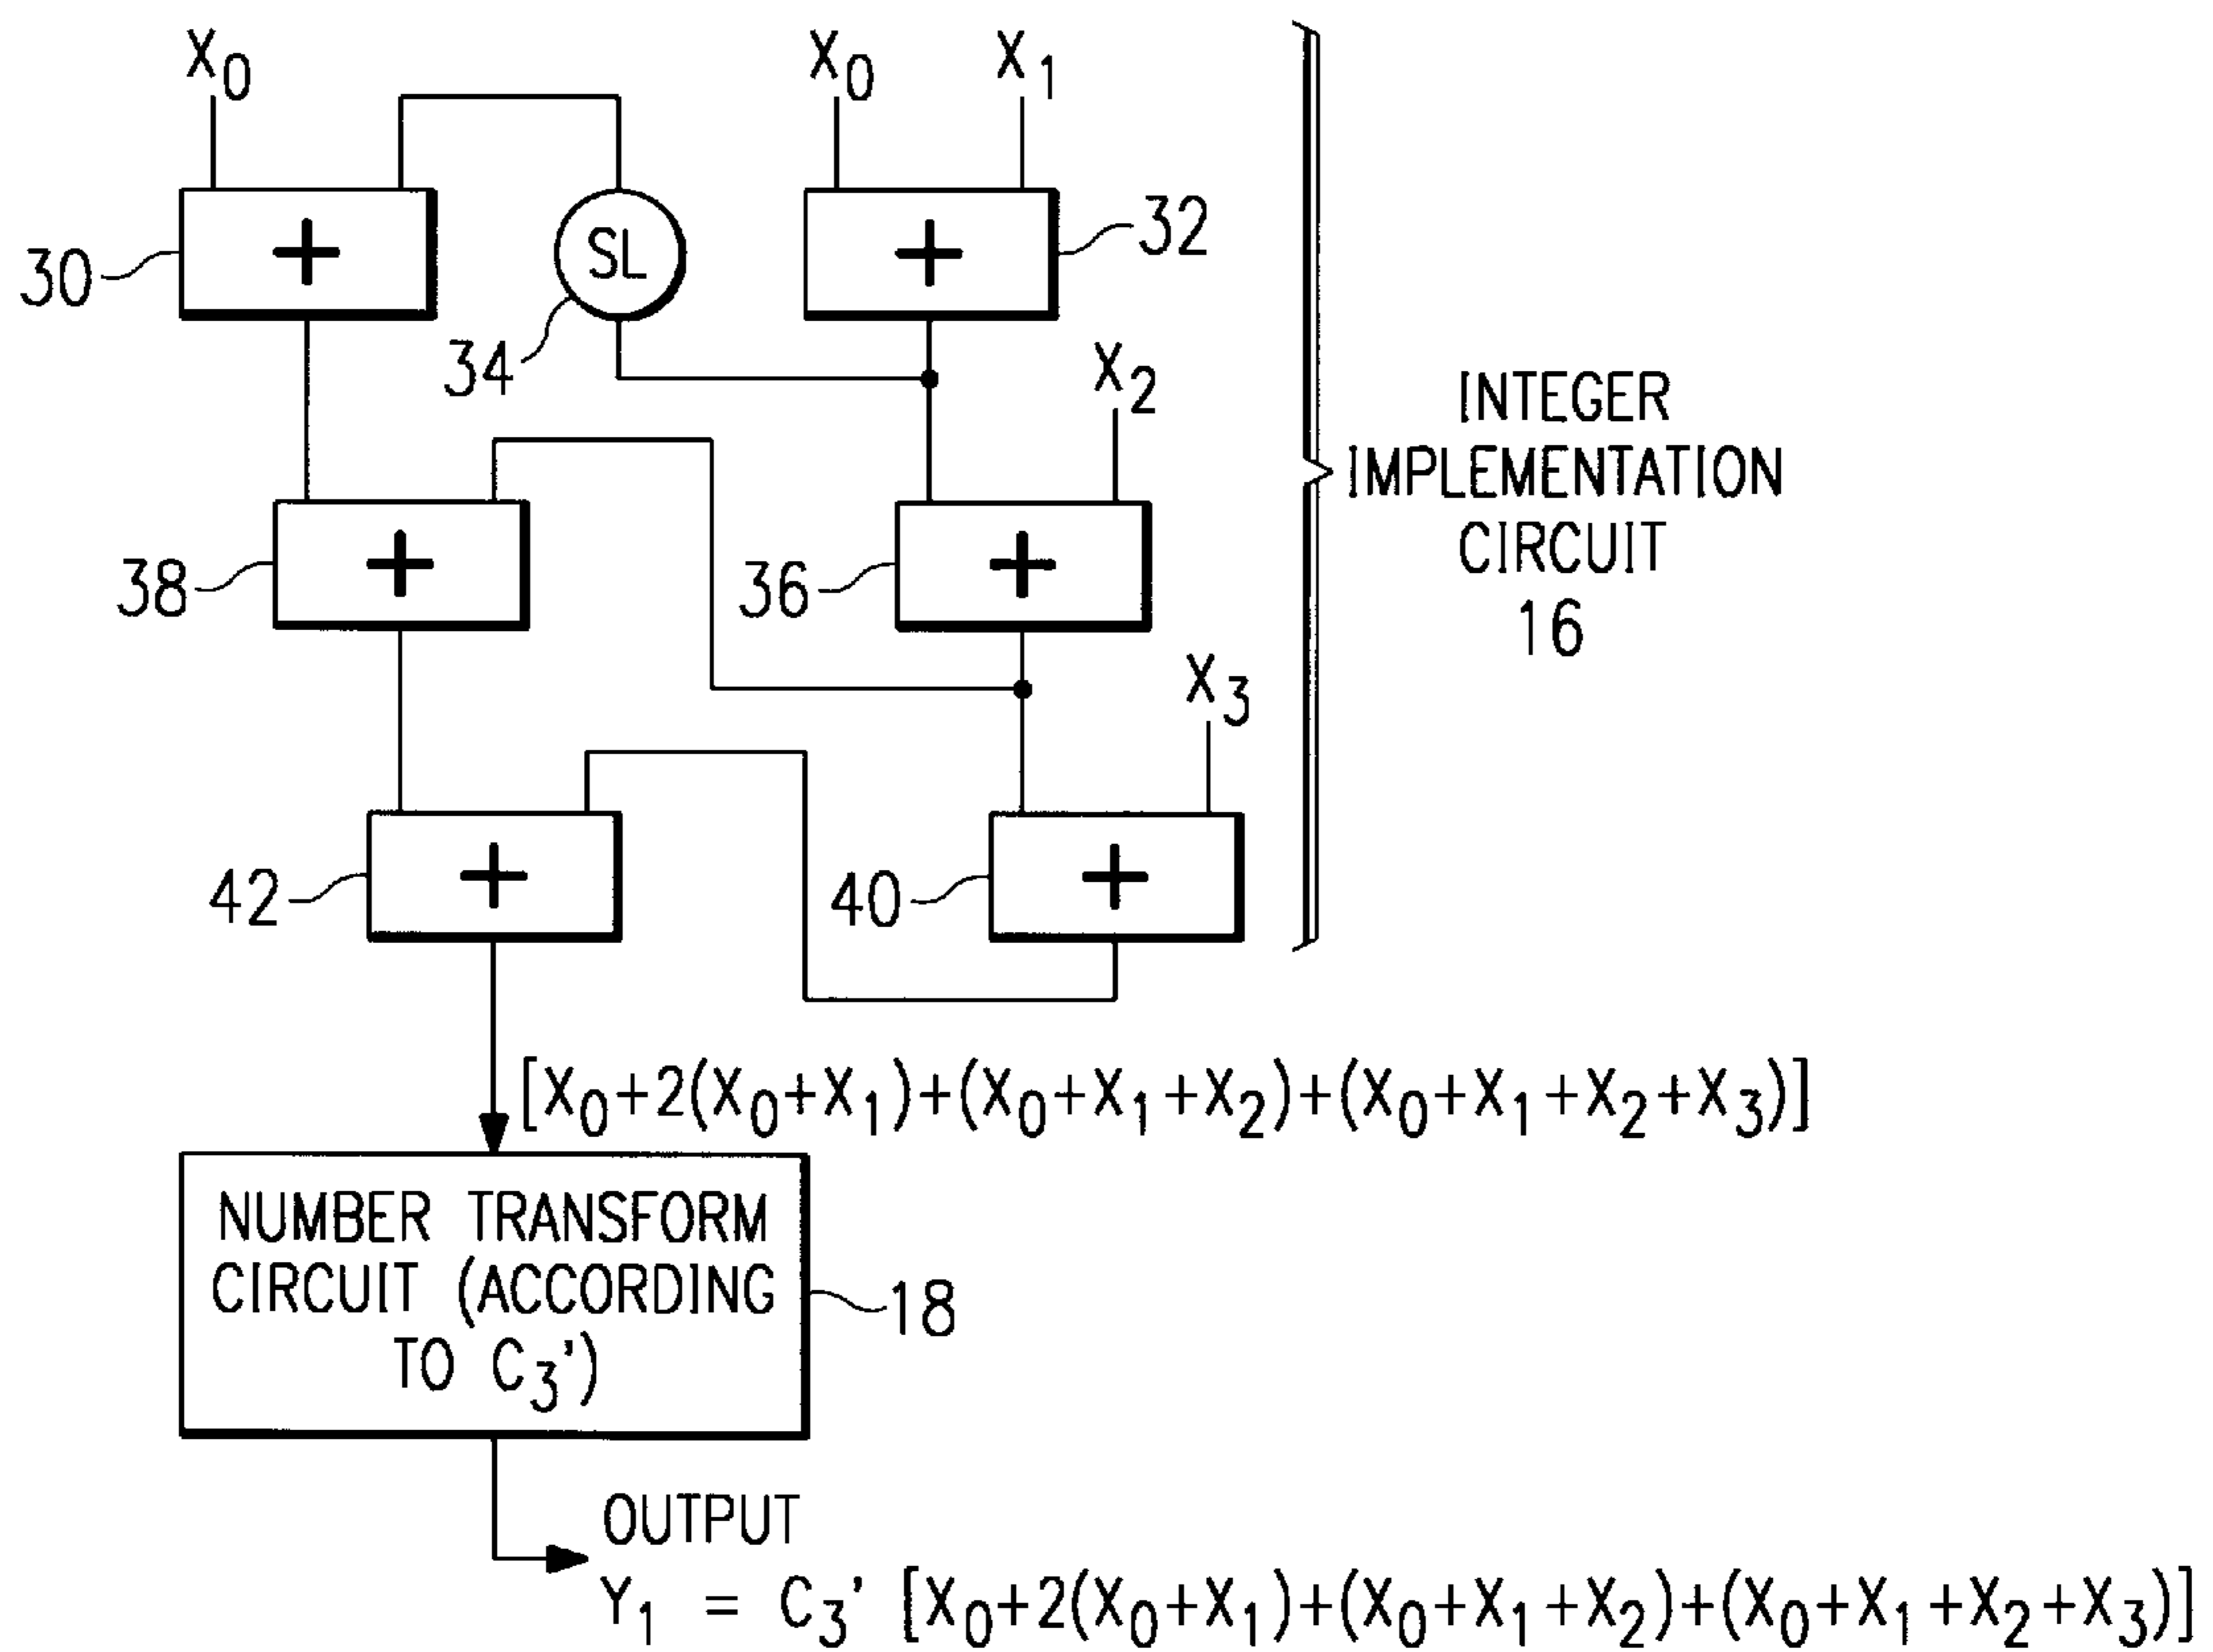 X0 X0 X1
30 + SL + 32
34
X2
38 + 36 +
INTEGER
IMPLEMENTATION
CIRCUIT
16
X3
42 + 40 +
[X0+2(X0+X1)+(X0+X1+X2)+(X0+X1+X2+X3)]
NUMBER TRANSFORM
CIRCUIT (ACCORDING
TO C3')
18
OUTPUT
Y1 = C3' [X0+2(X0+X1)+(X0+X1+X2)+(X0+X1+X2+X3)]